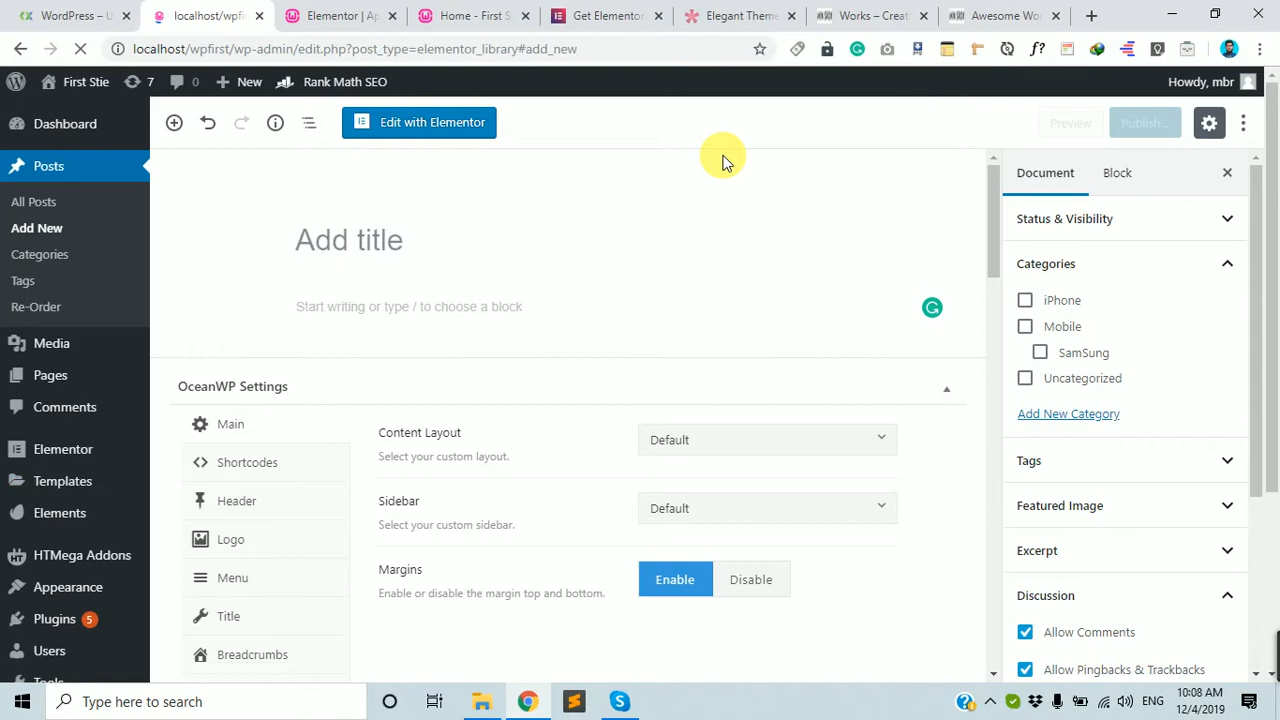 WordPress – U
localhost/wpfi
Elementor | Ap
Home - First S
Get Elementor
Elegant Theme
Works – Creat
Awesome Wor
localhost/wpfirst/wp-admin/edit.php?post_type=elementor_library#add_new
First Stie
7
0
New
Rank Math SEO
Howdy, mbr
Dashboard
Edit with Elementor
Preview
Publish...
Posts
All Posts
Add New
Categories
Tags
Re-Order
Media
Pages
Comments
Elementor
Templates
Elements
HTMega Addons
Appearance
Plugins 5
Users
Tools
Add title
Start writing or type / to choose a block
OceanWP Settings
Main
Shortcodes
Header
Logo
Menu
Title
Breadcrumbs
Content Layout
Select your custom layout.
Default
Sidebar
Select your custom sidebar.
Default
Margins
Enable or disable the margin top and bottom.
Enable
Disable
Document
Block
Status & Visibility
Categories
iPhone
Mobile
SamSung
Uncategorized
Add New Category
Tags
Featured Image
Excerpt
Discussion
Allow Comments
Allow Pingbacks & Trackbacks
Type here to search
ENG
10:08 AM
12/4/2019